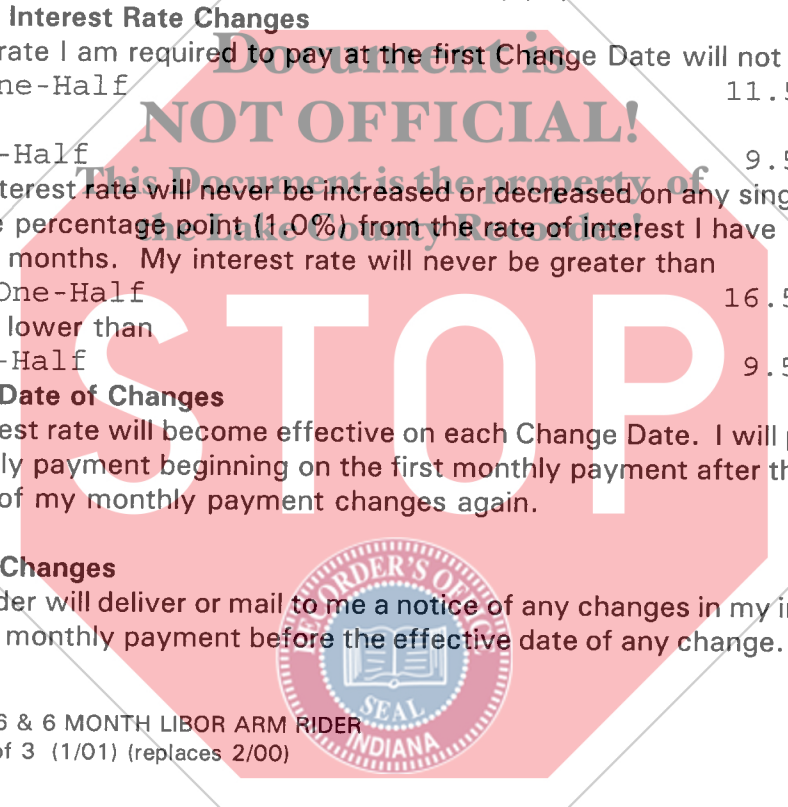 Interest Rate Changes
rate I am required to pay at the first Change Date will not
Document is
ne-Half 11.5
NOT OFFICIAL!
-Half 9.5
This Document is the property of
terest rate will never be increased or decreased on any sing
the Lake County Recorder!
e percentage point (1.0%) from the rate of interest I have
months. My interest rate will never be greater than
One-Half 16.5
lower than
-Half 9.5
STOP
Date of Changes
est rate will become effective on each Change Date. I will p
ly payment beginning on the first monthly payment after th
of my monthly payment changes again.
Changes
der will deliver or mail to me a notice of any changes in my in
monthly payment before the effective date of any change.
RECORDER'S OFFICE
SEAL
INDIANA
6 & 6 MONTH LIBOR ARM RIDER
of 3 (1/01) (replaces 2/00)